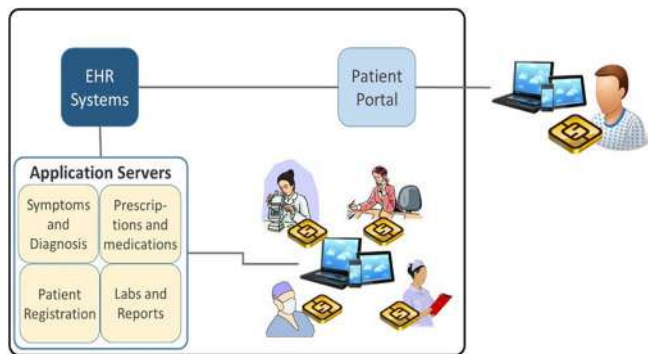 EHR
Systems
Patient
Portal
Application Servers
Symptoms
and
Diagnosis
Prescrip-
tions and
medications
Patient
Registration
Labs and
Reports